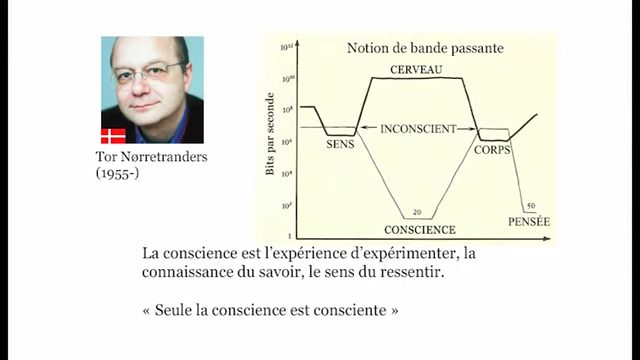 Tor Nørretranders
(1955-)
Notion de bande passante
Bits par seconde
10¹²
10¹⁰
10⁸
10⁶
10⁴
10²
1
CERVEAU
INCONSCIENT
SENS
CORPS
20
CONSCIENCE
50
PENSÉE
La conscience est l’expérience d’expérimenter, la
connaissance du savoir, le sens du ressentir.
« Seule la conscience est consciente »